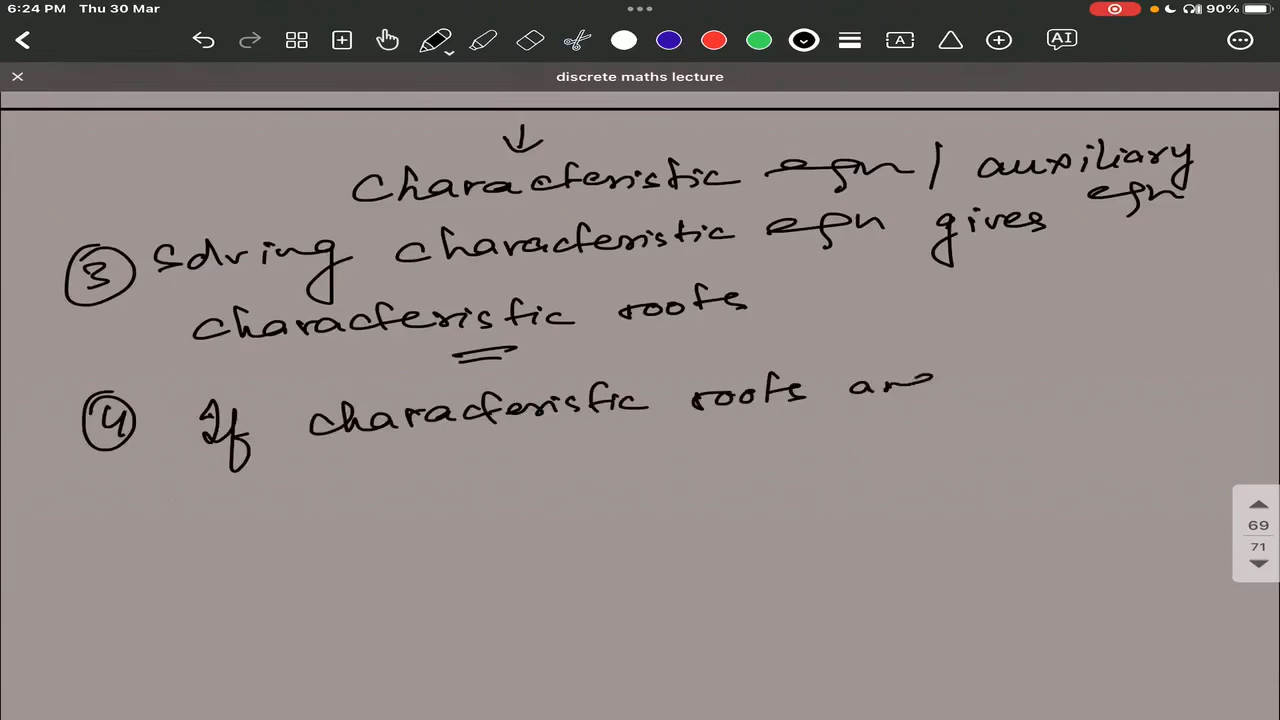 6:24 PM Thu 30 Mar
90%
A
AI
discrete maths lecture
↓
Characteristic eqn / auxiliary eqn
③ Solving characteristic eqn gives
characteristic roots
④ If characteristic roots are
69
71